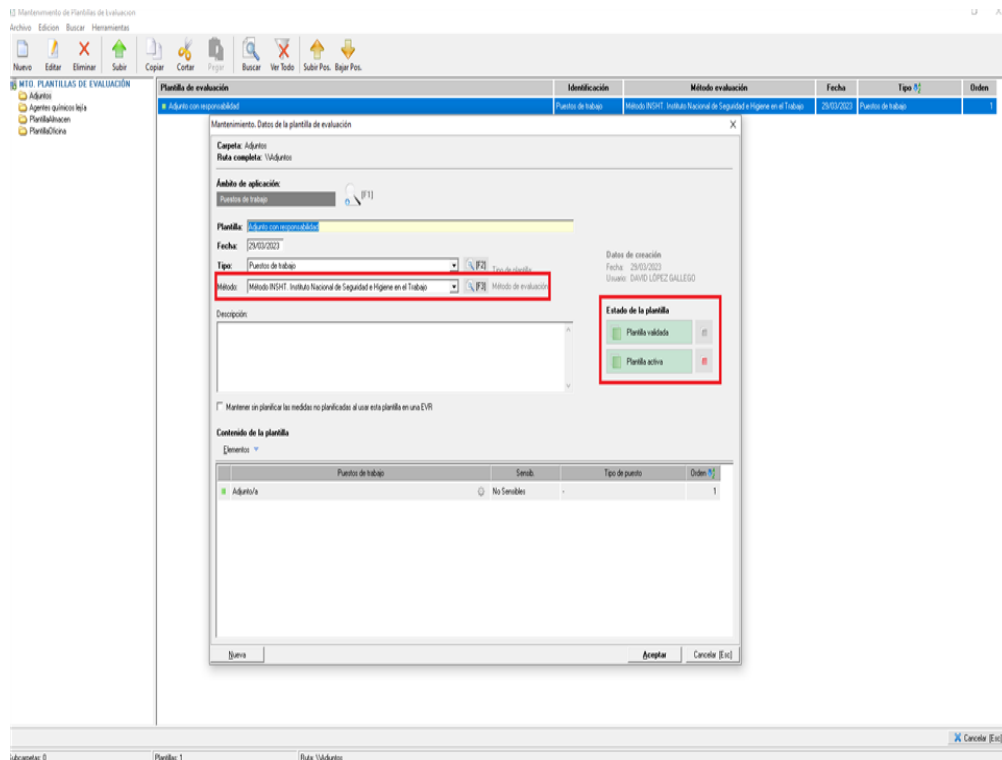 Mantenimiento de Plantillas de Evaluacion
Archivo Edicion Buscar Herramientas
Nuevo Editar Eliminar Subir Copiar Cortar Pegar Buscar Ver Todo Subir Pos. Bajar Pos.
MTO. PLANTILLAS DE EVALUACIÓN
Adjuntos
Agentes químicos lejía
PlantillaAlmacen
PlantillaOficina
Plantilla de evaluación Identificación Método evaluación Fecha Tipo Orden
Adjunto con responsabilidad Puestos de trabajo Método INSHT. Instituto Nacional de Seguridad e Higiene en el Trabajo 29/03/2023 Puestos de trabajo 1
Mantenimiento. Datos de la plantilla de evaluación
Carpeta: Adjuntos
Ruta completa: \\Adjuntos
Ámbito de aplicación:
Puestos de trabajo [F1]
Plantilla: Adjunto con responsabilidad
Fecha: 29/03/2023
Tipo: Puestos de trabajo [F2] Tipo de plantilla
Método: Método INSHT. Instituto Nacional de Seguridad e Higiene en el Trabajo [F3] Método de evaluación
Datos de creación
Fecha: 29/03/2023
Usuario: DAVID LÓPEZ GALLEGO
Estado de la plantilla
Plantilla validada
Plantilla activa
Descripción:
Mantener sin planificar las medidas no planificadas al usar esta plantilla en una EVR
Contenido de la plantilla
Elementos
Puestos de trabajo Sensib. Tipo de puesto Orden
Adjunto/a No Sensibles - 1
Nueva Aceptar Cancelar [Esc]
Cancelar [Esc]
Subcarpetas: 0 Plantillas: 1 Ruta: \\Adjuntos